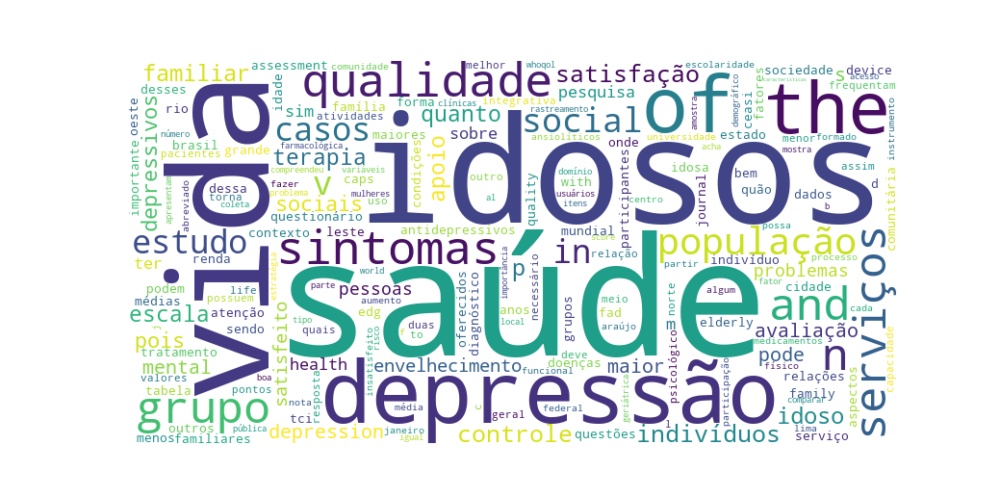 idosos
saúde
vida
depressão
qualidade
of
the
sintomas
serviços
grupo
and
população
social
casos
estudo
in
n
v
p
familiar
satisfação
terapia
sociais
escala
mental
apoio
quanto
depressivos
satisfeito
controle
indivíduos
idoso
pode
maior
avaliação
problemas
envelhecimento
health
depression
pessoas
pesquisa
pois
ter
s
sim
caps
sobre
assessment
comunidade
desses
rio
brasil
pacientes
número
importante
oeste
apresentam
abreviado
idade
família
atividades
grande
farmacológica
compreendeu
fazer
problema
mulheres
variáveis
uso
dessa
torna
coleta
questionário
contexto
leste
renda
life
podem
médias
possuem
atenção
sendo
tratamento
valores
tabela
pontos
outros
menos
familiares
boa
nota
pública
tci
resposta
janeiro
igual
média
geral
federal
funcional
insatisfeito
risco
f
to
duas
edg
quais
tipo
parte
world
aumento
estratégia
antidepressivos
outro
al
condições
maiores
forma
clínicas
integrativa
melhor
whoqol
rastreamento
ansiolíticos
quality
with
domínio
usuários
itens
mundial
onde
participantes
centro
idosa
universidade
amostra
acha
journal
escolaridade
demográfico
ceasi
fatores
sociedade
device
acesso
características
frequentam
instrumento
estado
menor
formado
mostra
assim
d
bem
quão
dados
b
comunitária
possa
processo
indivíduo
relação
partir
cidade
cada
fator
algum
medicamentos
físico
relações
comparar
capacidade
aspectos
family
lima
serviço
questões
participação
psicológico
l
geriátrica
elderly
m
norte
meio
fad
araújo
anos
local
grupos
doenças
deve
necessário
importância
diagnóstico
oferecidos
score
c
j